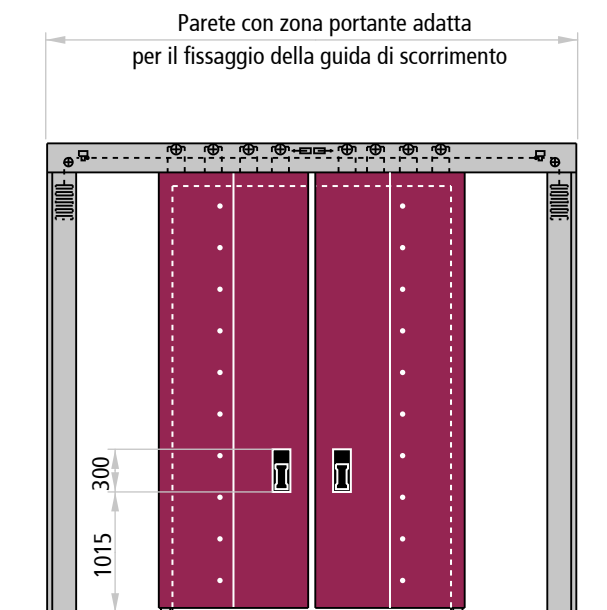 Parete con zona portante adatta
per il fissaggio della guida di scorrimento
300
1015